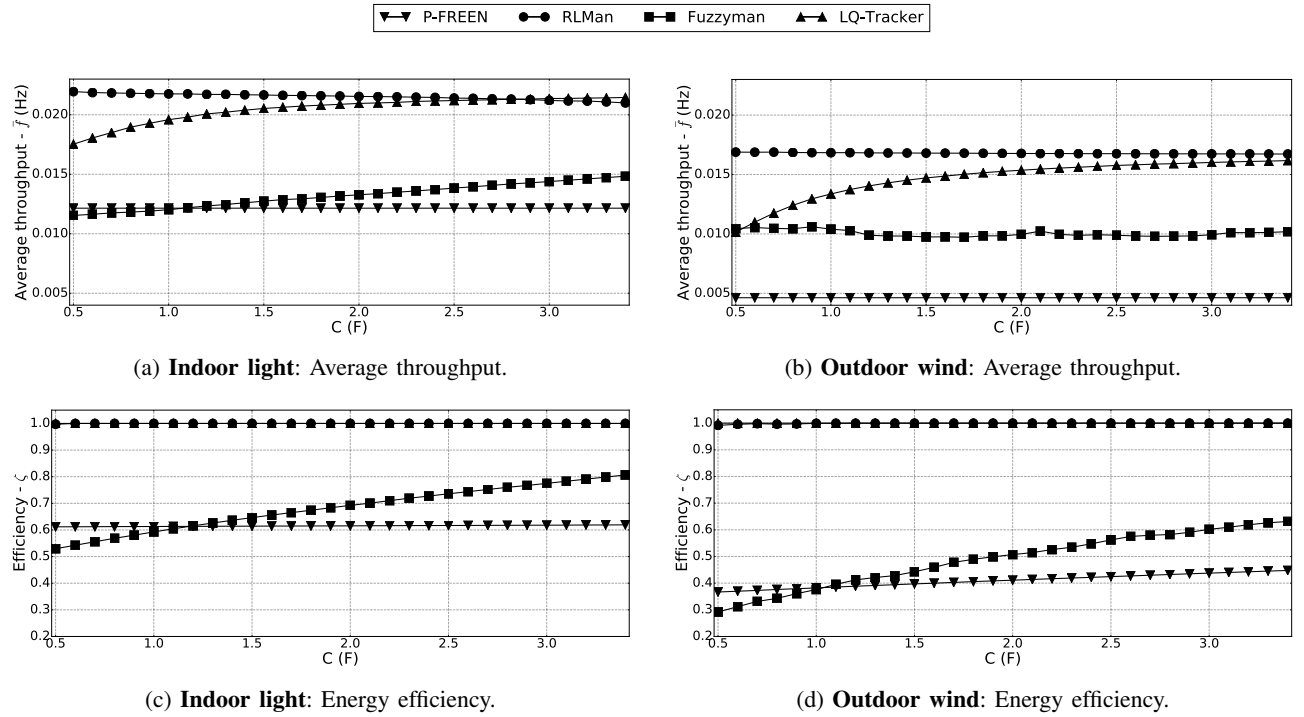 P-FREEN RLMan Fuzzyman LQ-Tracker
Average throughput - f̄ (Hz)
0.020
0.015
0.010
0.005
0.5 1.0 1.5 2.0 2.5 3.0
C (F)
(a) Indoor light: Average throughput.
Average throughput - f̄ (Hz)
0.020
0.015
0.010
0.005
0.5 1.0 1.5 2.0 2.5 3.0
C (F)
(b) Outdoor wind: Average throughput.
Efficiency - ζ
1.0
0.9
0.8
0.7
0.6
0.5
0.4
0.3
0.2
0.5 1.0 1.5 2.0 2.5 3.0
C (F)
(c) Indoor light: Energy efficiency.
Efficiency - ζ
1.0
0.9
0.8
0.7
0.6
0.5
0.4
0.3
0.2
0.5 1.0 1.5 2.0 2.5 3.0
C (F)
(d) Outdoor wind: Energy efficiency.